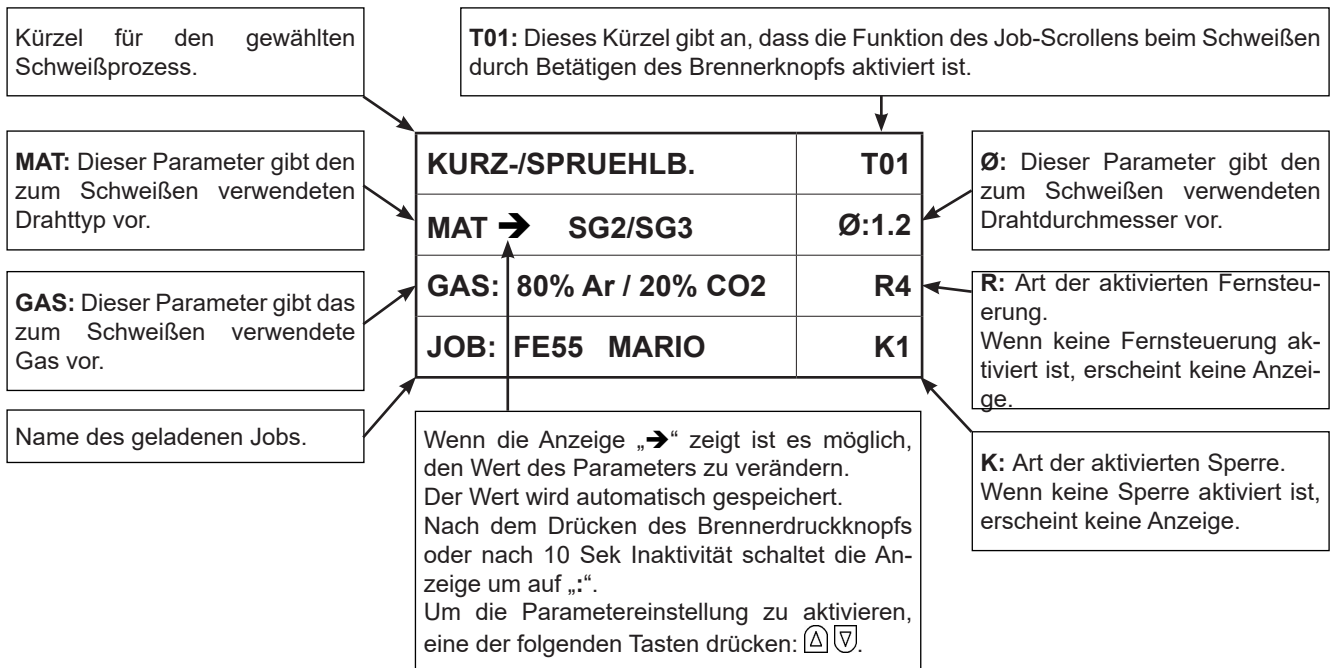 Kürzel für den gewählten
Schweißprozess.
T01: Dieses Kürzel gibt an, dass die Funktion des Job-Scrollens beim Schweißen
durch Betätigen des Brennerknopfs aktiviert ist.
MAT: Dieser Parameter gibt den
zum Schweißen verwendeten
Drahttyp vor.
GAS: Dieser Parameter gibt das
zum Schweißen verwendete
Gas vor.
Name des geladenen Jobs.
KURZ-/SPRUEHLB. T01
MAT ➔ SG2/SG3 Ø:1.2
GAS: 80% Ar / 20% CO2 R4
JOB: FE55 MARIO K1
Ø: Dieser Parameter gibt den
zum Schweißen verwendeten
Drahtdurchmesser vor.
R: Art der aktivierten Fernsteu-
erung.
Wenn keine Fernsteuerung ak-
tiviert ist, erscheint keine Anzei-
ge.
K: Art der aktivierten Sperre.
Wenn keine Sperre aktiviert ist,
erscheint keine Anzeige.
Wenn die Anzeige „➔“ zeigt ist es möglich,
den Wert des Parameters zu verändern.
Der Wert wird automatisch gespeichert.
Nach dem Drücken des Brennerdruckknopfs
oder nach 10 Sek Inaktivität schaltet die An-
zeige um auf „:“.
Um die Parametereinstellung zu aktivieren,
eine der folgenden Tasten drücken: .